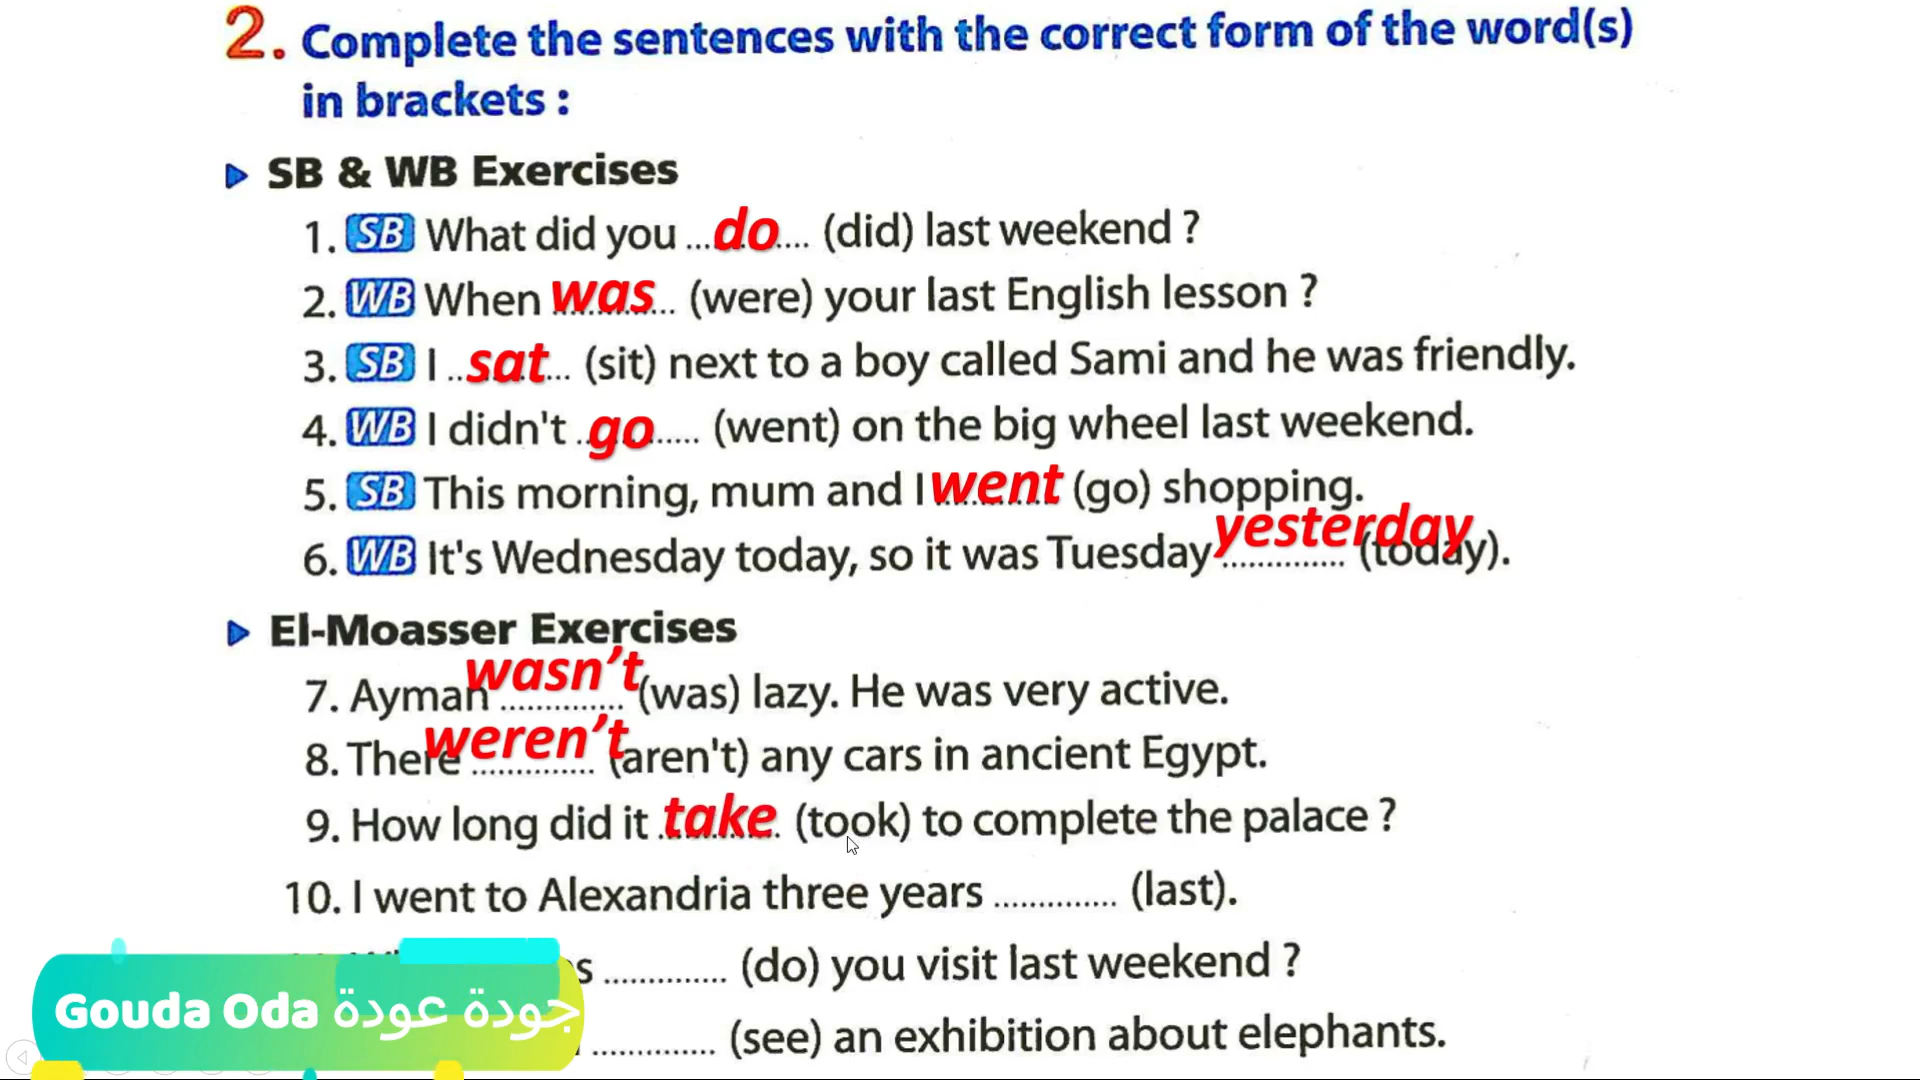 2. Complete the sentences with the correct form of the word(s)
in brackets :
SB & WB Exercises
1. SB What did you ...do.... (did) last weekend ?
2. WB When was... (were) your last English lesson ?
3. SB I ..sat... (sit) next to a boy called Sami and he was friendly.
4. WB I didn't ..go..... (went) on the big wheel last weekend.
5. SB This morning, mum and I went (go) shopping.
6. WB It's Wednesday today, so it was Tuesday yesterday .............. (today).
El-Moasser Exercises
7. Ayman wasn't .............. (was) lazy. He was very active.
8. There weren't .............. (aren't) any cars in ancient Egypt.
9. How long did it take (took) to complete the palace ?
10. I went to Alexandria three years .............. (last).
.............. (do) you visit last weekend ?
.............. (see) an exhibition about elephants.
Gouda Oda جودة عودة